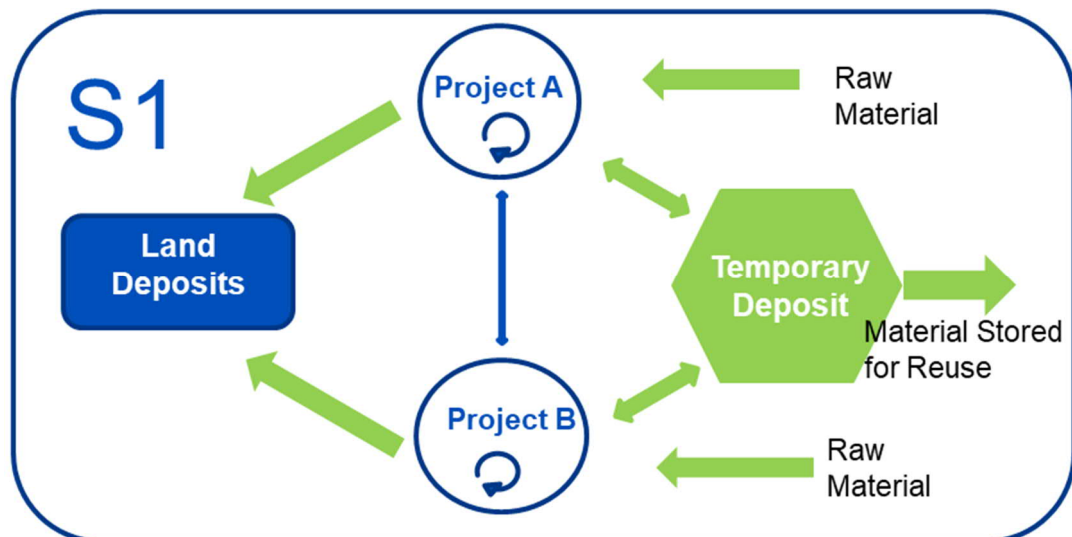 S1
Project A
Raw
Material
Land
Deposits
Temporary
Deposit
Material Stored
for Reuse
Project B
Raw
Material